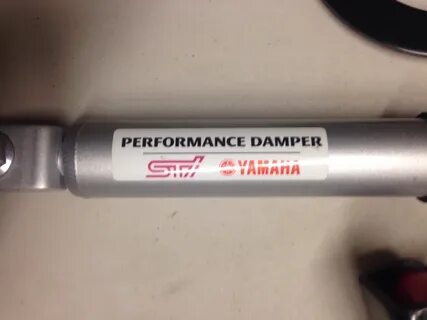 PERFORMANCE DAMPER
STI YAMAHA